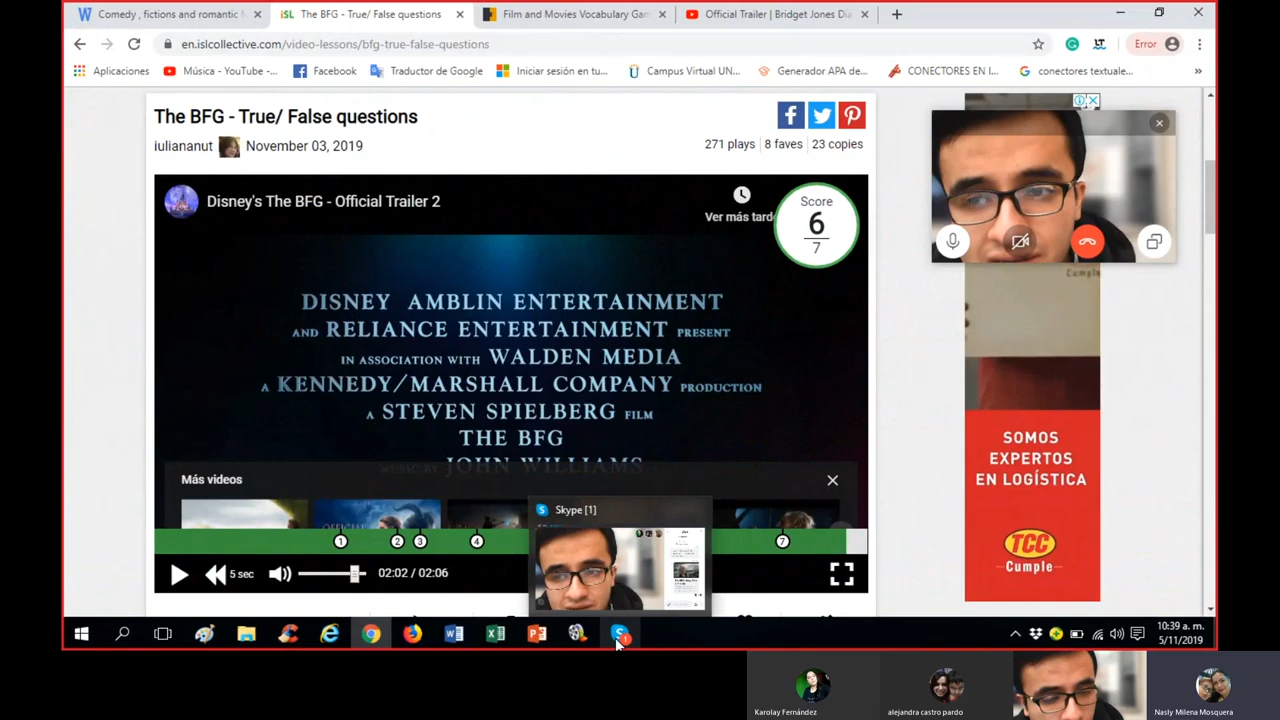 Comedy , fictions and romantic
The BFG - True/ False questions
Film and Movies Vocabulary Gam
Official Trailer | Bridget Jones Dia
en.islcollective.com/video-lessons/bfg-true-false-questions
Error
Aplicaciones
Música - YouTube -...
Facebook
Traductor de Google
Iniciar sesión en tu...
Campus Virtual UN...
Generador APA de...
CONECTORES EN I...
conectores textuale...
The BFG - True/ False questions
iuliananut
November 03, 2019
271 plays
8 faves
23 copies
Disney's The BFG - Official Trailer 2
Ver más tard
Score
6
7
DISNEY AMBLIN ENTERTAINMENT
AND RELIANCE ENTERTAINMENT PRESENT
IN ASSOCIATION WITH WALDEN MEDIA
A KENNEDY/MARSHALL COMPANY PRODUCTION
A STEVEN SPIELBERG FILM
THE BFG
MUSIC BY JOHN WILLIAMS
Más videos
Skype [1]
1
2
3
4
7
5 sec
02:02 / 02:06
Cumple
SOMOS
EXPERTOS
EN LOGÍSTICA
TCC
Cumple
10:39 a. m.
5/11/2019
Karolay Fernández
alejandra castro pardo
Nasly Milena Mosquera